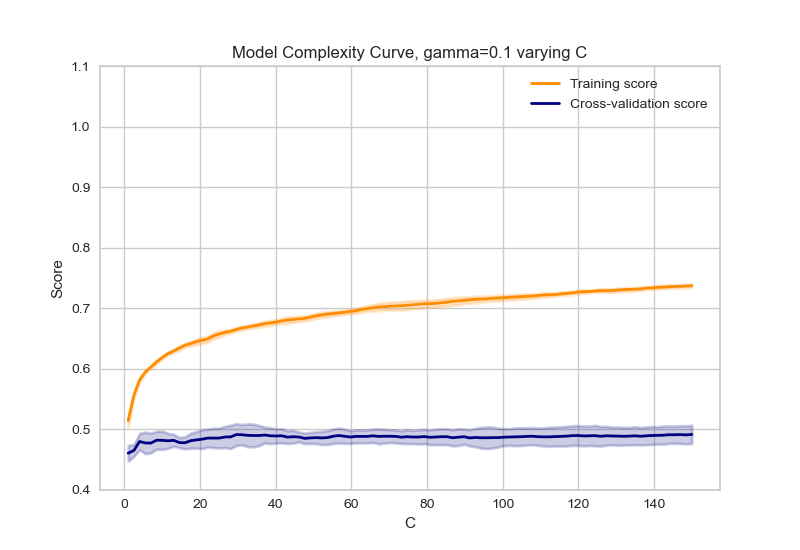 Model Complexity Curve, gamma=0.1 varying C
Training score
Cross-validation score
1.1
1.0
0.9
0.8
0.7
0.6
0.5
0.4
Score
0 20 40 60 80 100 120 140
C